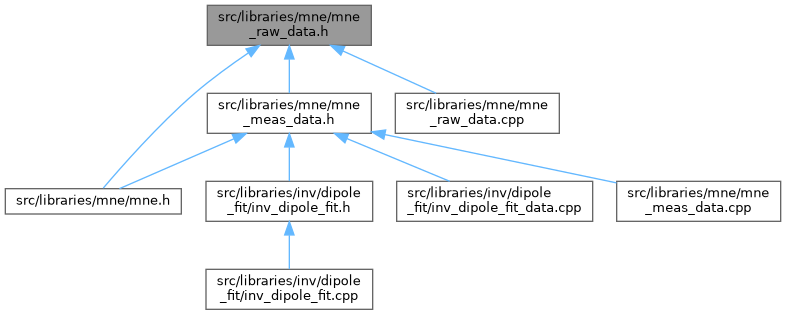 src/libraries/mne/mne
_raw_data.h
src/libraries/mne/mne
_meas_data.h
src/libraries/mne/mne
_raw_data.cpp
src/libraries/mne/mne.h
src/libraries/inv/dipole
_fit/inv_dipole_fit.h
src/libraries/inv/dipole
_fit/inv_dipole_fit_data.cpp
src/libraries/mne/mne
_meas_data.cpp
src/libraries/inv/dipole
_fit/inv_dipole_fit.cpp